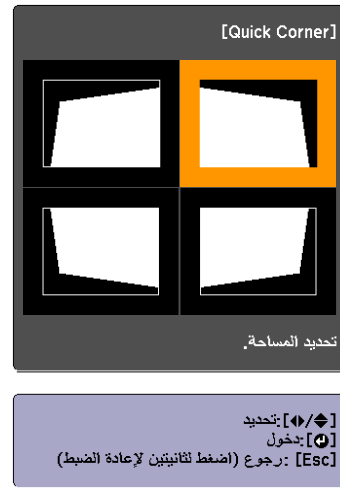 [Quick Corner]
تحديد المساحة.
[⬍/⬌]:تحديد
[⏎]:دخول
[Esc] :رجوع (اضغط لثانيتين لإعادة الضبط)